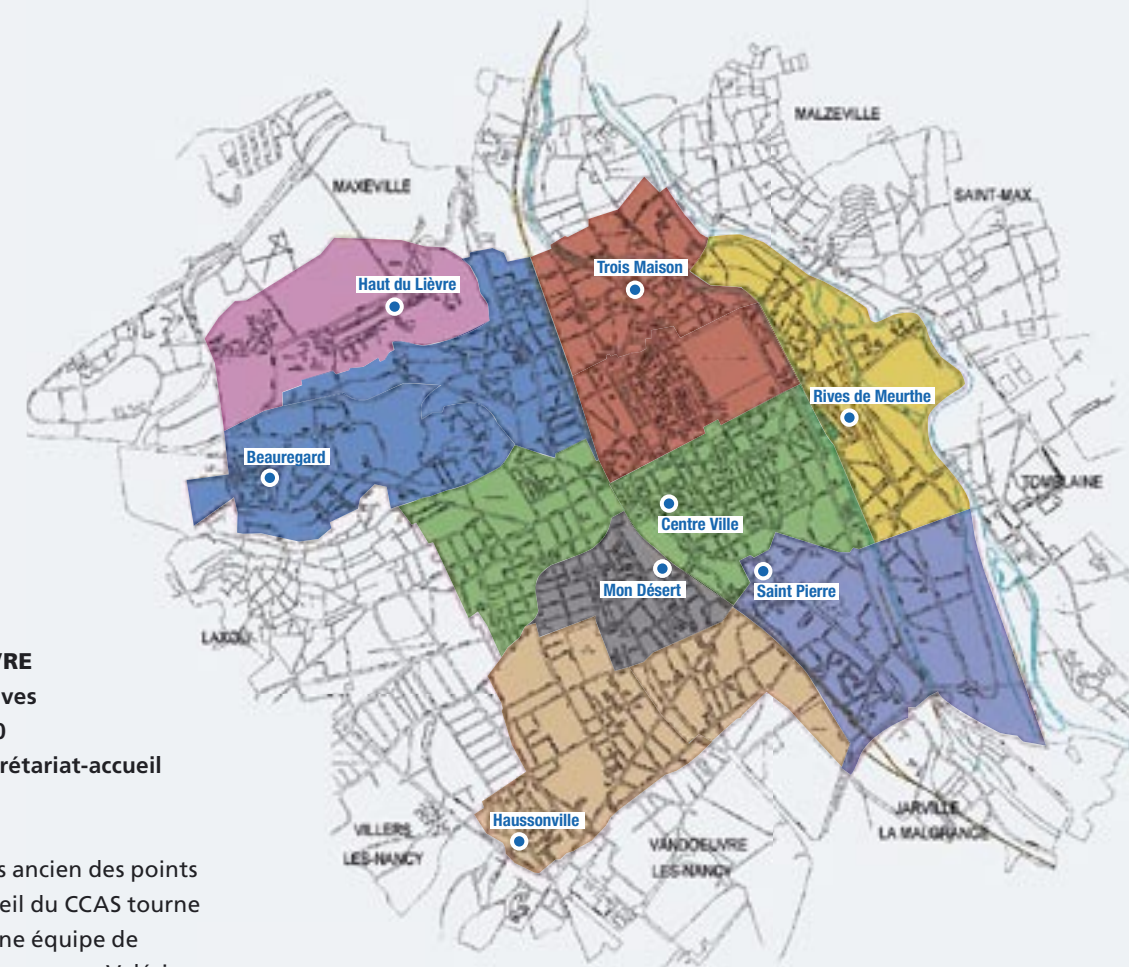 MALZEVILLE
MAXEVILLE
SAINT-MAX
Trois Maison
Haut du Lièvre
Rives de Meurthe
Beauregard
TOMBLAINE
Centre Ville
Mon Désert
Saint Pierre
LAXOU
VRE
ves
0
rétariat-accueil
JARVILLE
LA MALGRANGE
Haussonville
VILLERS
LES-NANCY
VANDOEUVRE
LES-NANCY
s ancien des points
eil du CCAS tourne
ne équipe de